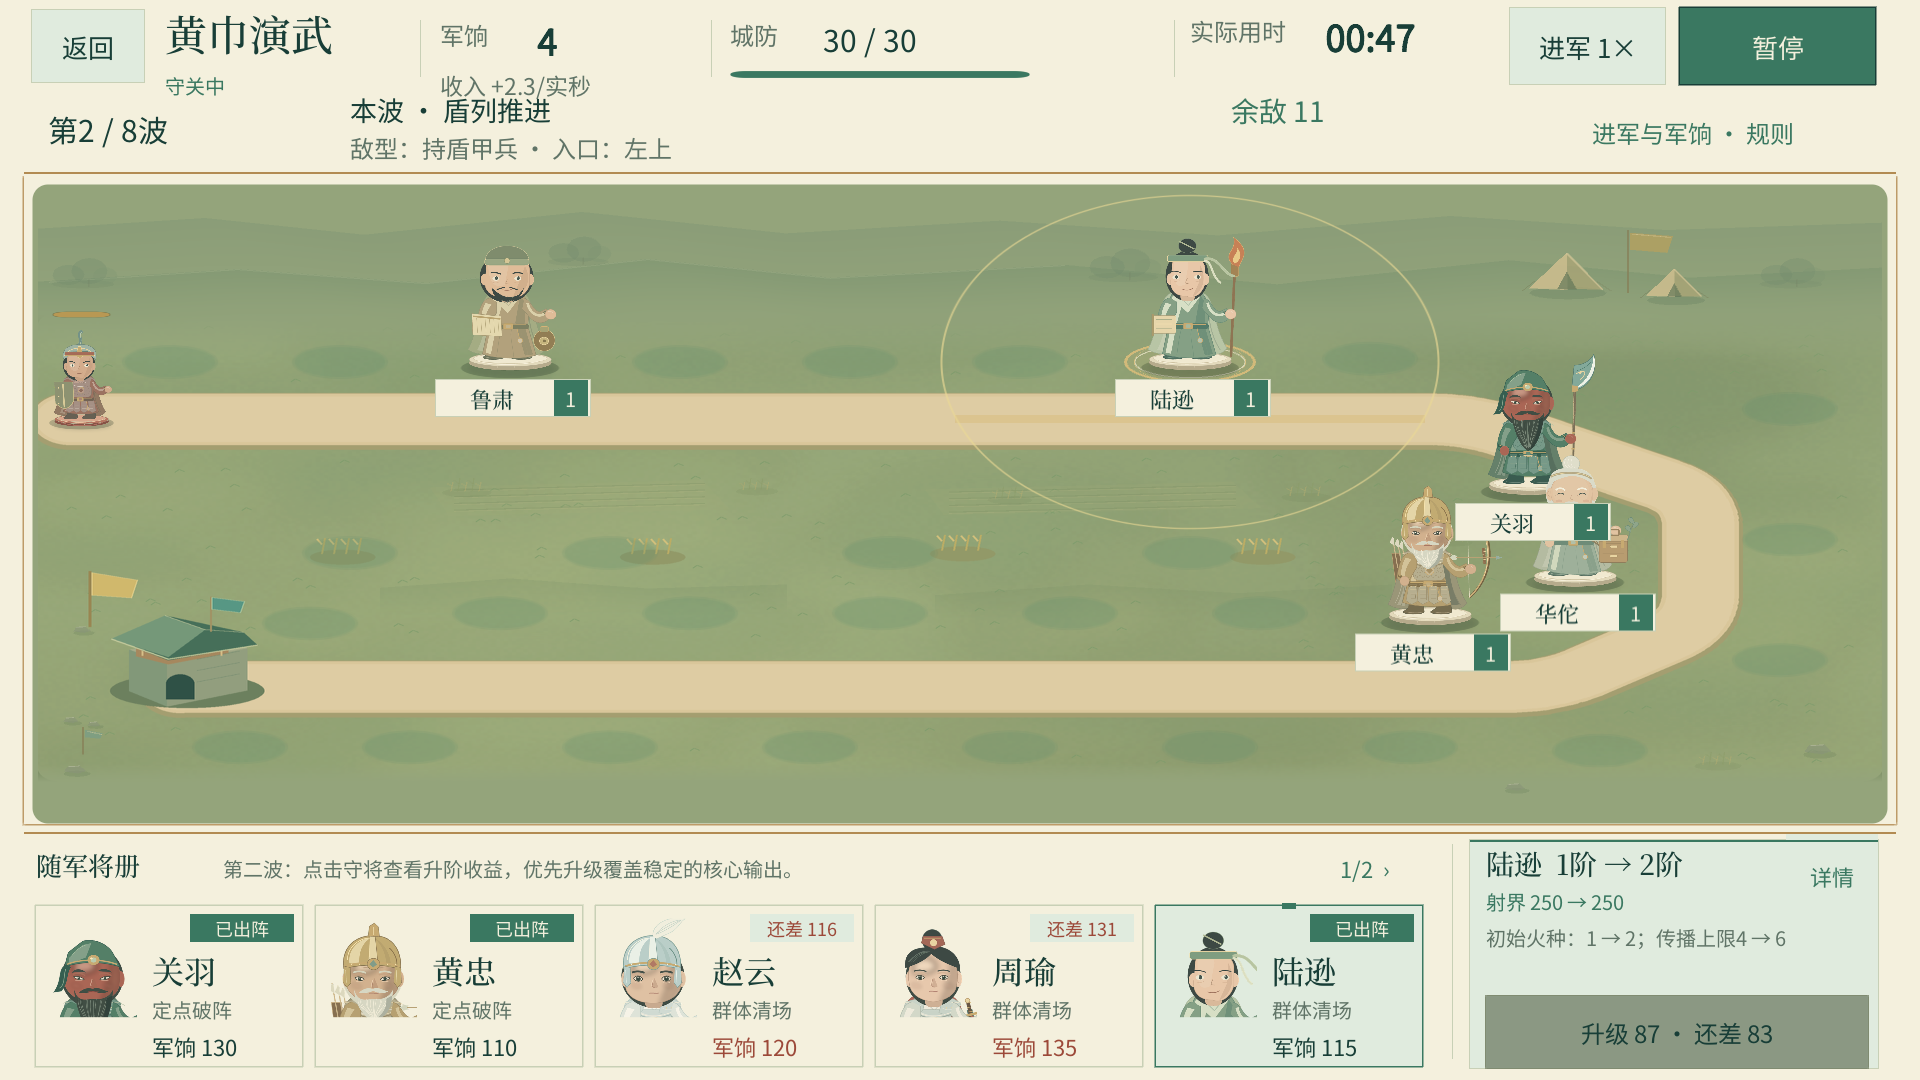 返回
黄巾演武
守关中
军饷 4
收入 +2.3/实秒
城防 30 / 30
实际用时 00:47
进军 1×
暂停
第2 / 8波
本波 · 盾列推进
敌型：持盾甲兵 · 入口：左上
余敌 11
进军与军饷 · 规则
鲁肃 1
陆逊 1
关羽 1
华佗 1
黄忠 1
随军将册
第二波：点击守将查看升阶收益，优先升级覆盖稳定的核心输出。
1/2 ›
已出阵
关羽
定点破阵
军饷 130
已出阵
黄忠
定点破阵
军饷 110
还差 116
赵云
群体清场
军饷 120
还差 131
周瑜
群体清场
军饷 135
已出阵
陆逊
群体清场
军饷 115
陆逊 1阶 → 2阶
详情
射界 250 → 250
初始火种：1 → 2；传播上限4 → 6
升级 87 · 还差 83